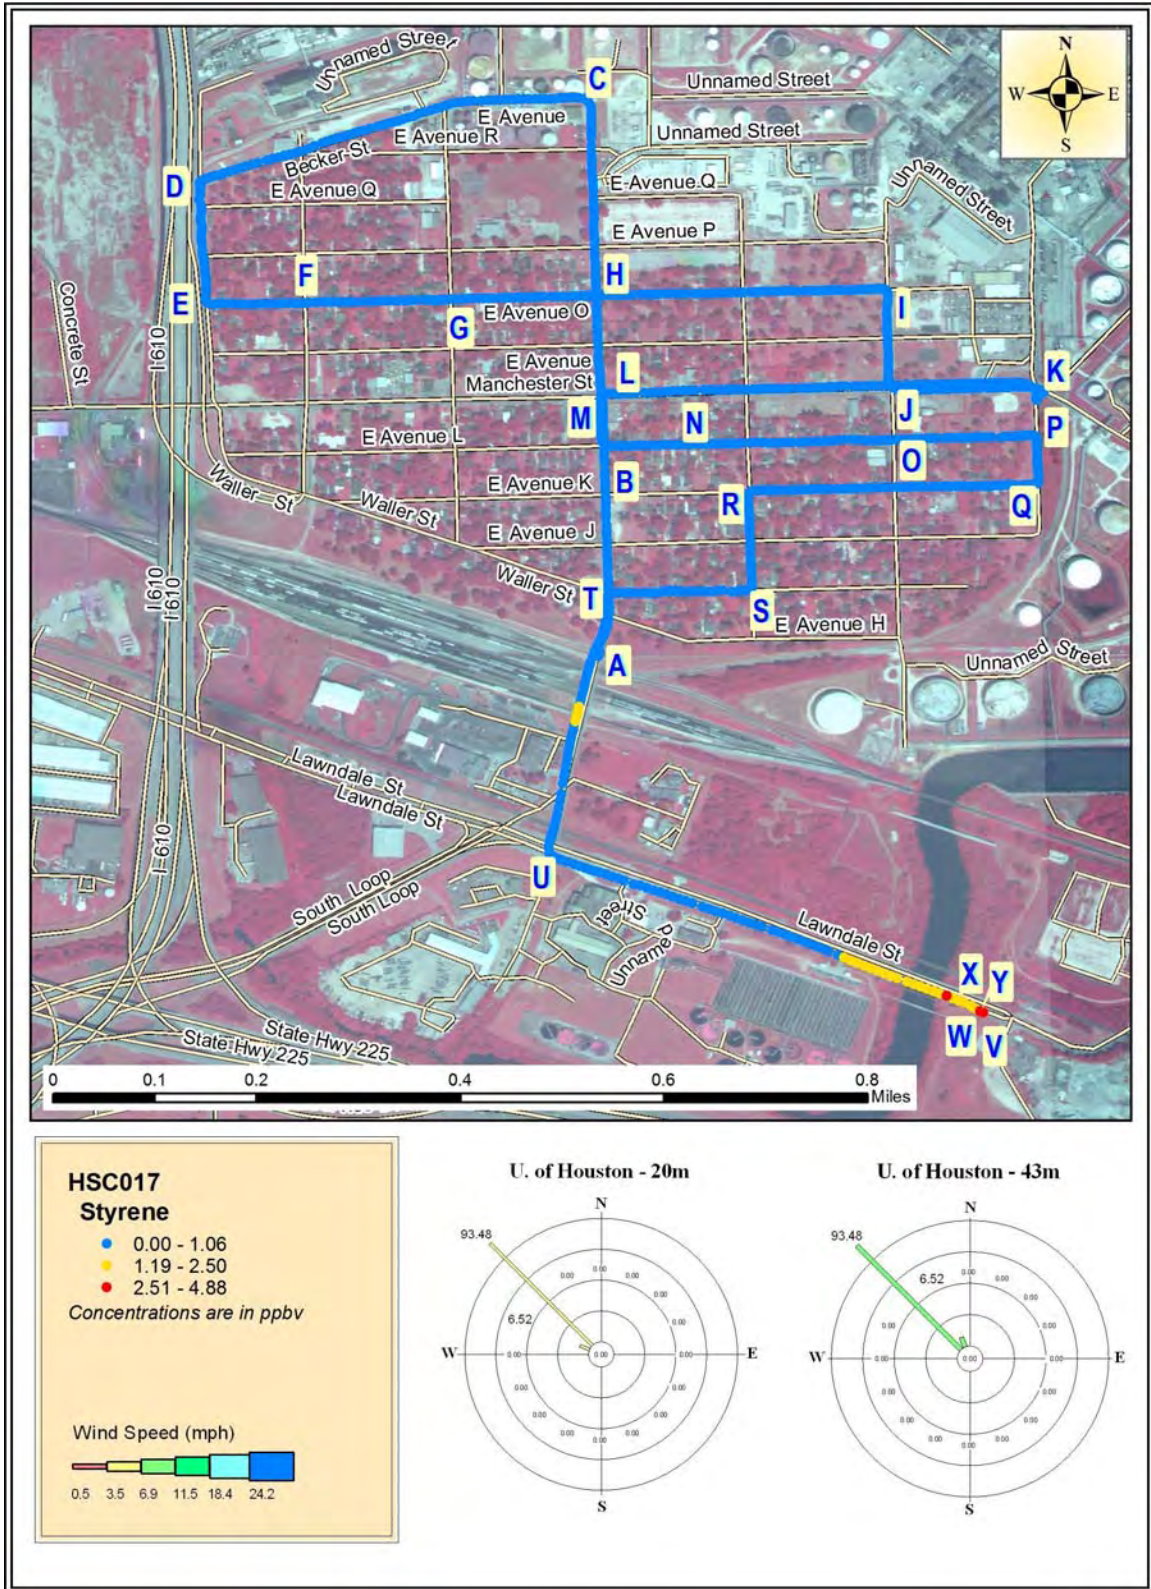 Unnamed Street
C
Unnamed Street
N
W
E
S
E Avenue
E Avenue R
Unnamed Street
Becker St
D
E Avenue Q
E Avenue Q
Unnamed Street
E Avenue P
F
H
E
I
Concrete St
G
E Avenue O
I 610
E Avenue
Manchester St
L
K
M
N
J
P
E Avenue L
O
Waller St
E Avenue K
B
R
Q
Waller St
E Avenue J
Waller St
I 610
I 610
T
S
E Avenue H
A
Unnamed Street
Lawndale St
Lawndale St
I 610
U
South Loop
South Loop
Unnamed
Street
Lawndale St
X
Y
W
V
State Hwy 225
State Hwy 225
0
0.1
0.2
0.4
0.6
0.8
Miles
HSC017
Styrene
0.00 - 1.06
1.19 - 2.50
2.51 - 4.88
Concentrations are in ppbv
Wind Speed (mph)
0.5 3.5 6.9 11.5 18.4 24.2
U. of Houston - 20m
N
93.48
6.52
0.00
W
E
S
U. of Houston - 43m
N
93.48
6.52
0.00
W
E
S